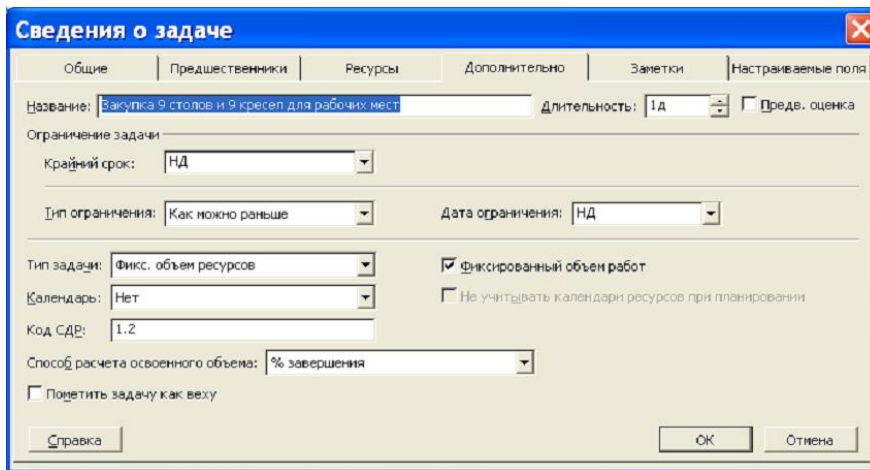 Сведения о задаче
Общие Предшественники Ресурсы Дополнительно Заметки Настраиваемые поля
Название: Закупка 9 столов и 9 кресел для рабочих мест Длительность: 1д Предв. оценка
Ограничение задачи
Крайний срок: НД
Тип ограничения: Как можно раньше Дата ограничения: НД
Тип задачи: Фикс. объем ресурсов Фиксированный объем работ
Календарь: Нет Не учитывать календари ресурсов при планировании
Код СДР: 1.2
Способ расчета освоенного объема: % завершения
Пометить задачу как веху
Справка ОК Отмена